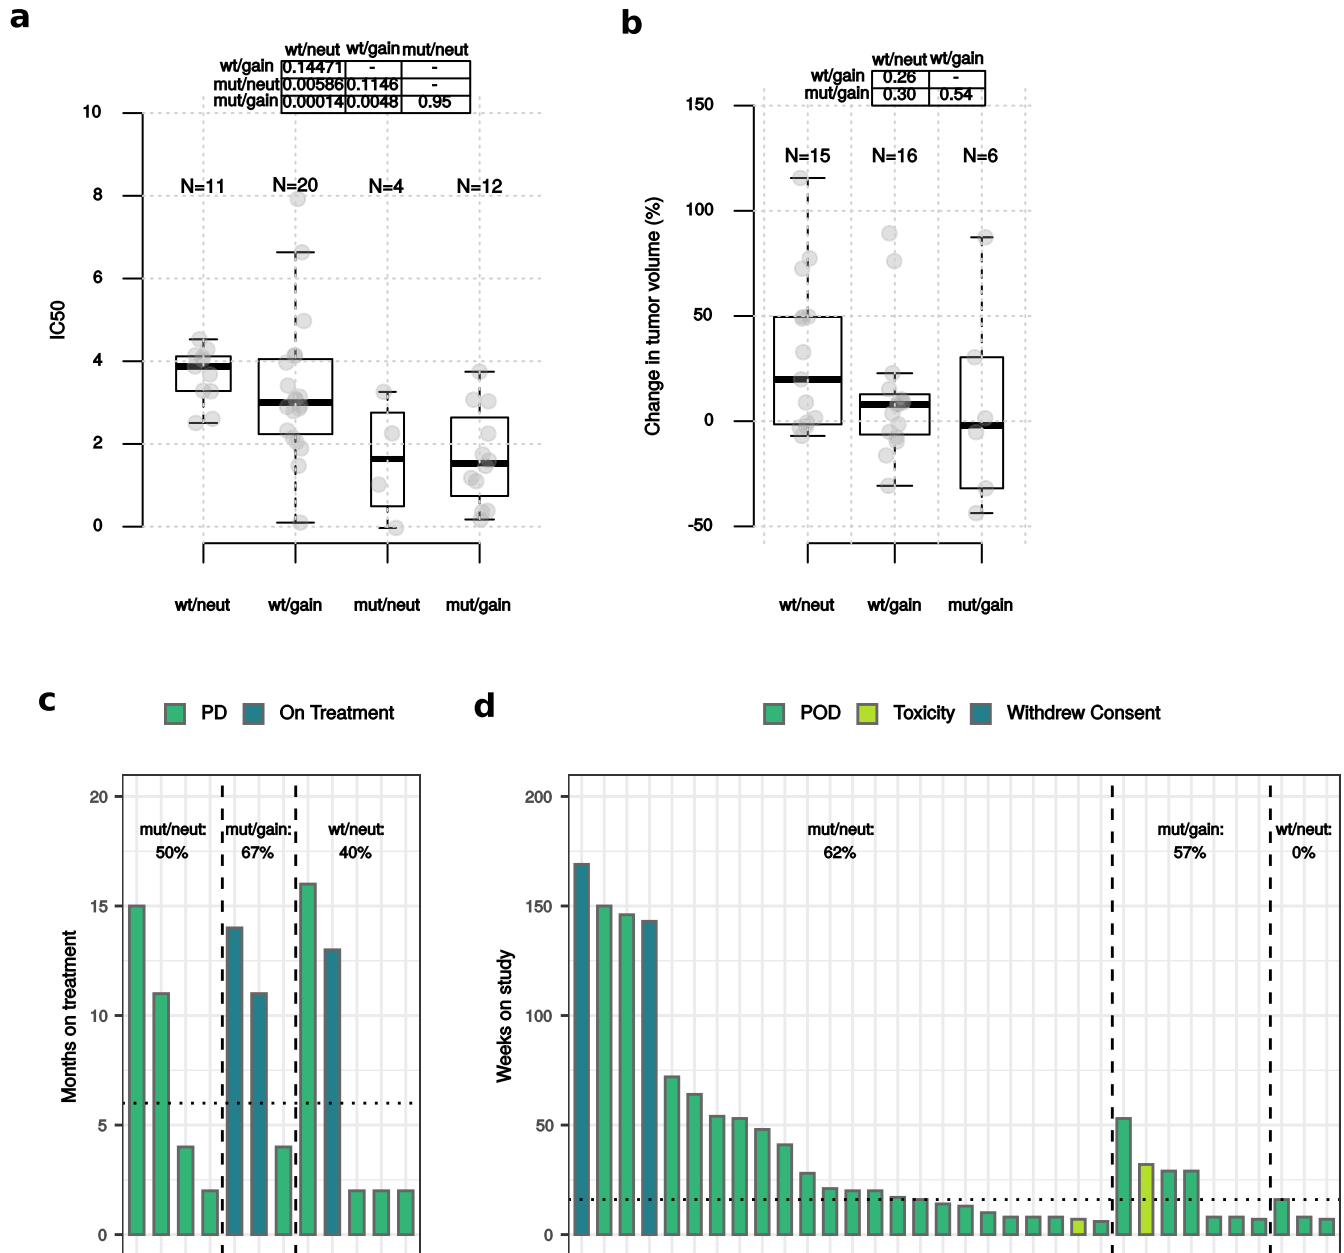 a
wt/neut wt/gain mut/neut
wt/gain 0.14471 - -
mut/neut 0.00586 0.1146 -
mut/gain 0.00014 0.0048 0.95
10
8
6
4
2
0
IC50
N=11 N=20 N=4 N=12
wt/neut wt/gain mut/neut mut/gain
b
wt/neut wt/gain
wt/gain 0.26 -
mut/gain 0.30 0.54
150
100
50
0
-50
Change in tumor volume (%)
N=15 N=16 N=6
wt/neut wt/gain mut/gain
c
PD On Treatment
20
15
10
5
0
Months on treatment
mut/neut: mut/gain: wt/neut:
50% 67% 40%
d
POD Toxicity Withdrew Consent
200
150
100
50
0
Weeks on study
mut/neut: mut/gain: wt/neut:
62% 57% 0%